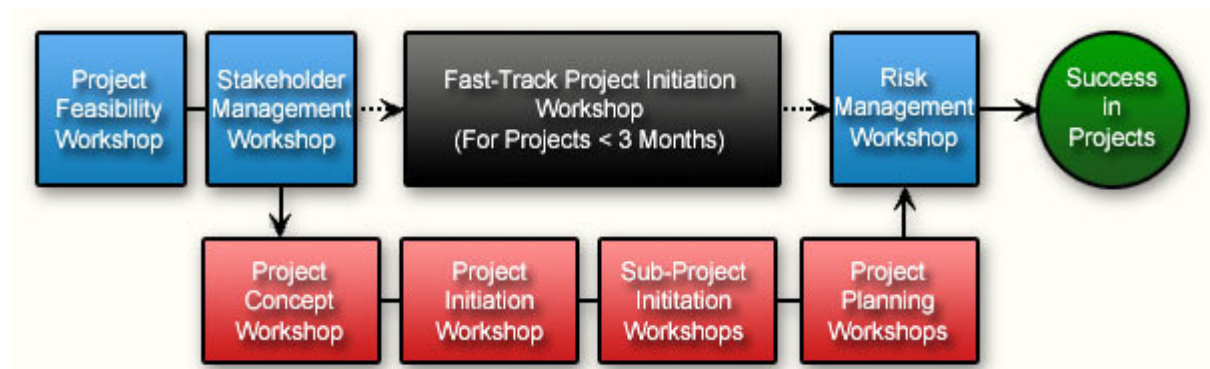 Project
Feasibility
Workshop
Stakeholder
Management
Workshop
Fast-Track Project Initiation
Workshop
(For Projects < 3 Months)
Risk
Management
Workshop
Success
in
Projects
Project
Concept
Workshop
Project
Initiation
Workshop
Sub-Project
Inititation
Workshops
Project
Planning
Workshops